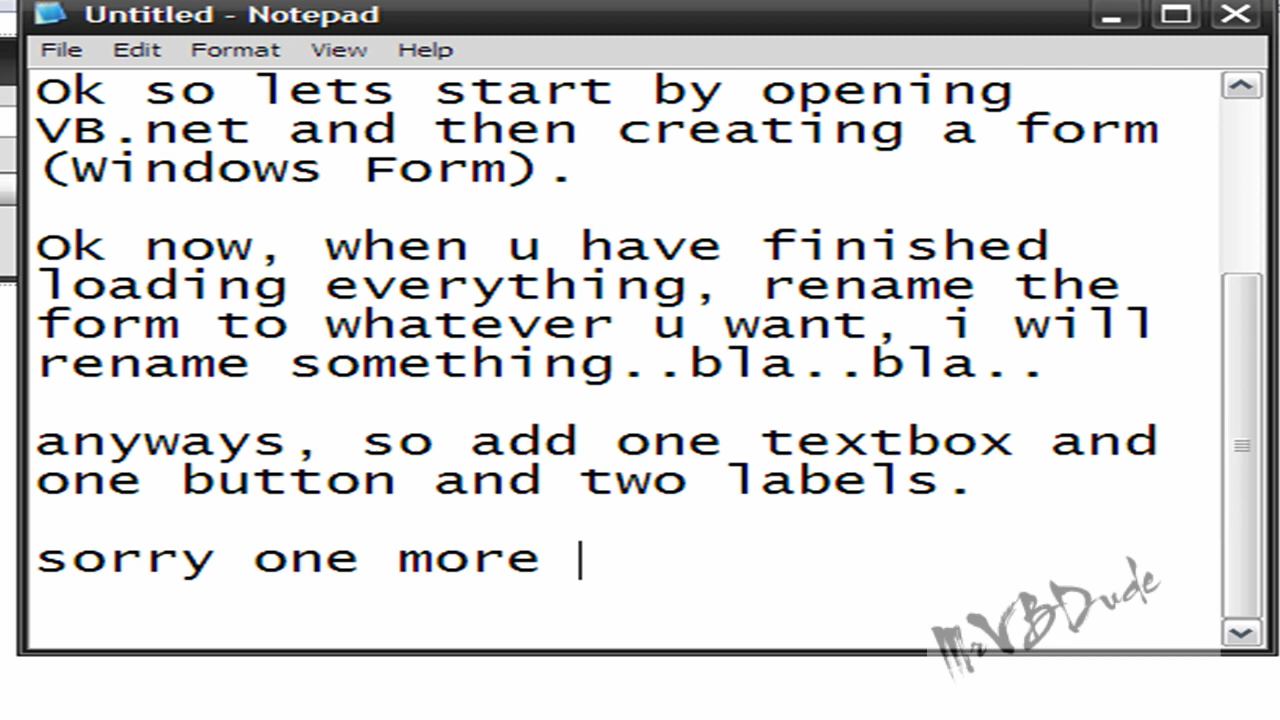 Untitled - Notepad
File Edit Format View Help
Ok so lets start by opening
VB.net and then creating a form
(Windows Form).
Ok now, when u have finished
loading everything, rename the
form to whatever u want, i will
rename something..bla..bla..
anyways, so add one textbox and
one button and two labels.
sorry one more
MrVBDude